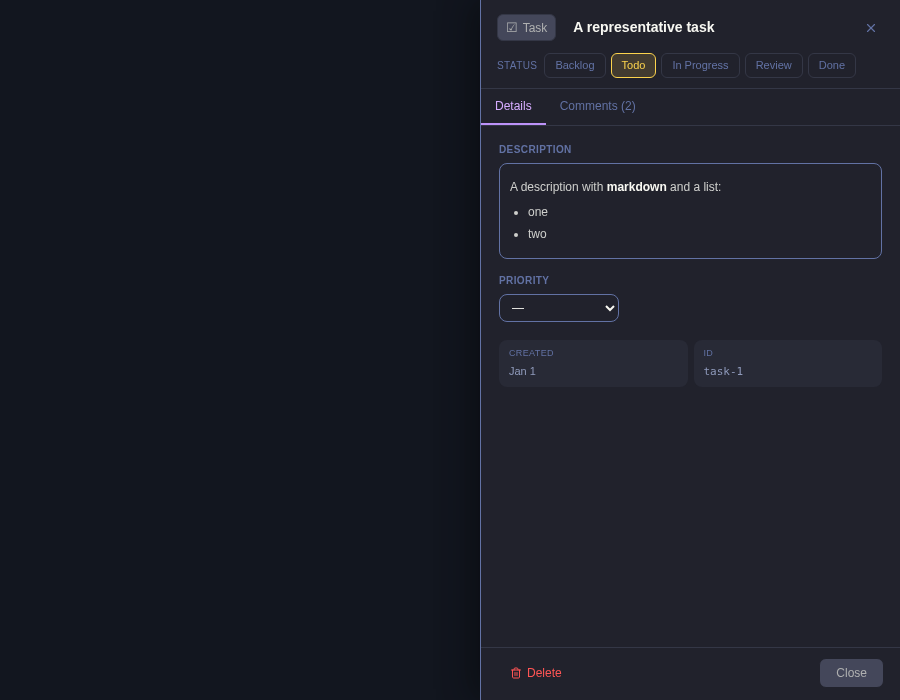 ☑ Task A representative task ×
STATUS Backlog Todo In Progress Review Done
Details Comments (2)
DESCRIPTION
A description with markdown and a list:
• one
• two
PRIORITY
—
CREATED ID
Jan 1 task-1
Delete Close